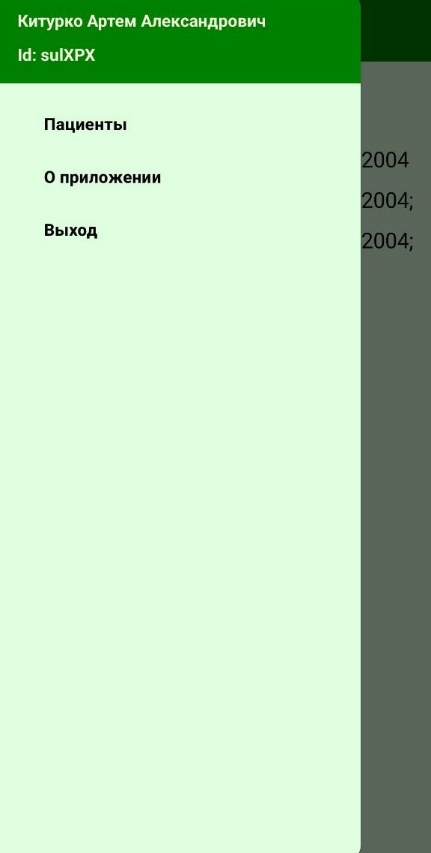 Китурко Артем Александрович
Id: sulXPX
Пациенты
О приложении
Выход
2004
2004;
2004;